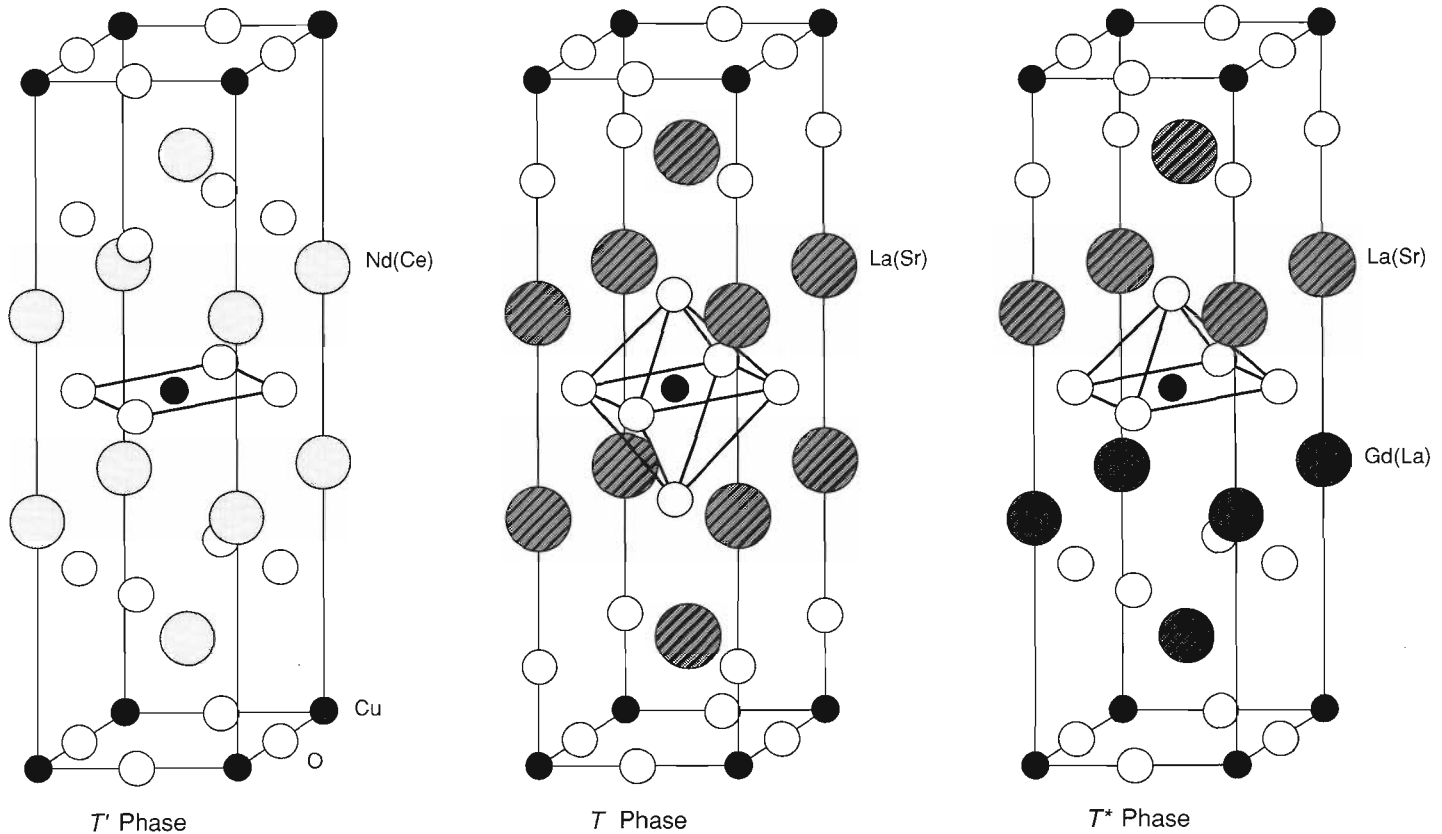 Nd(Ce)
Cu
O
T' Phase
La(Sr)
T Phase
La(Sr)
Gd(La)
T* Phase